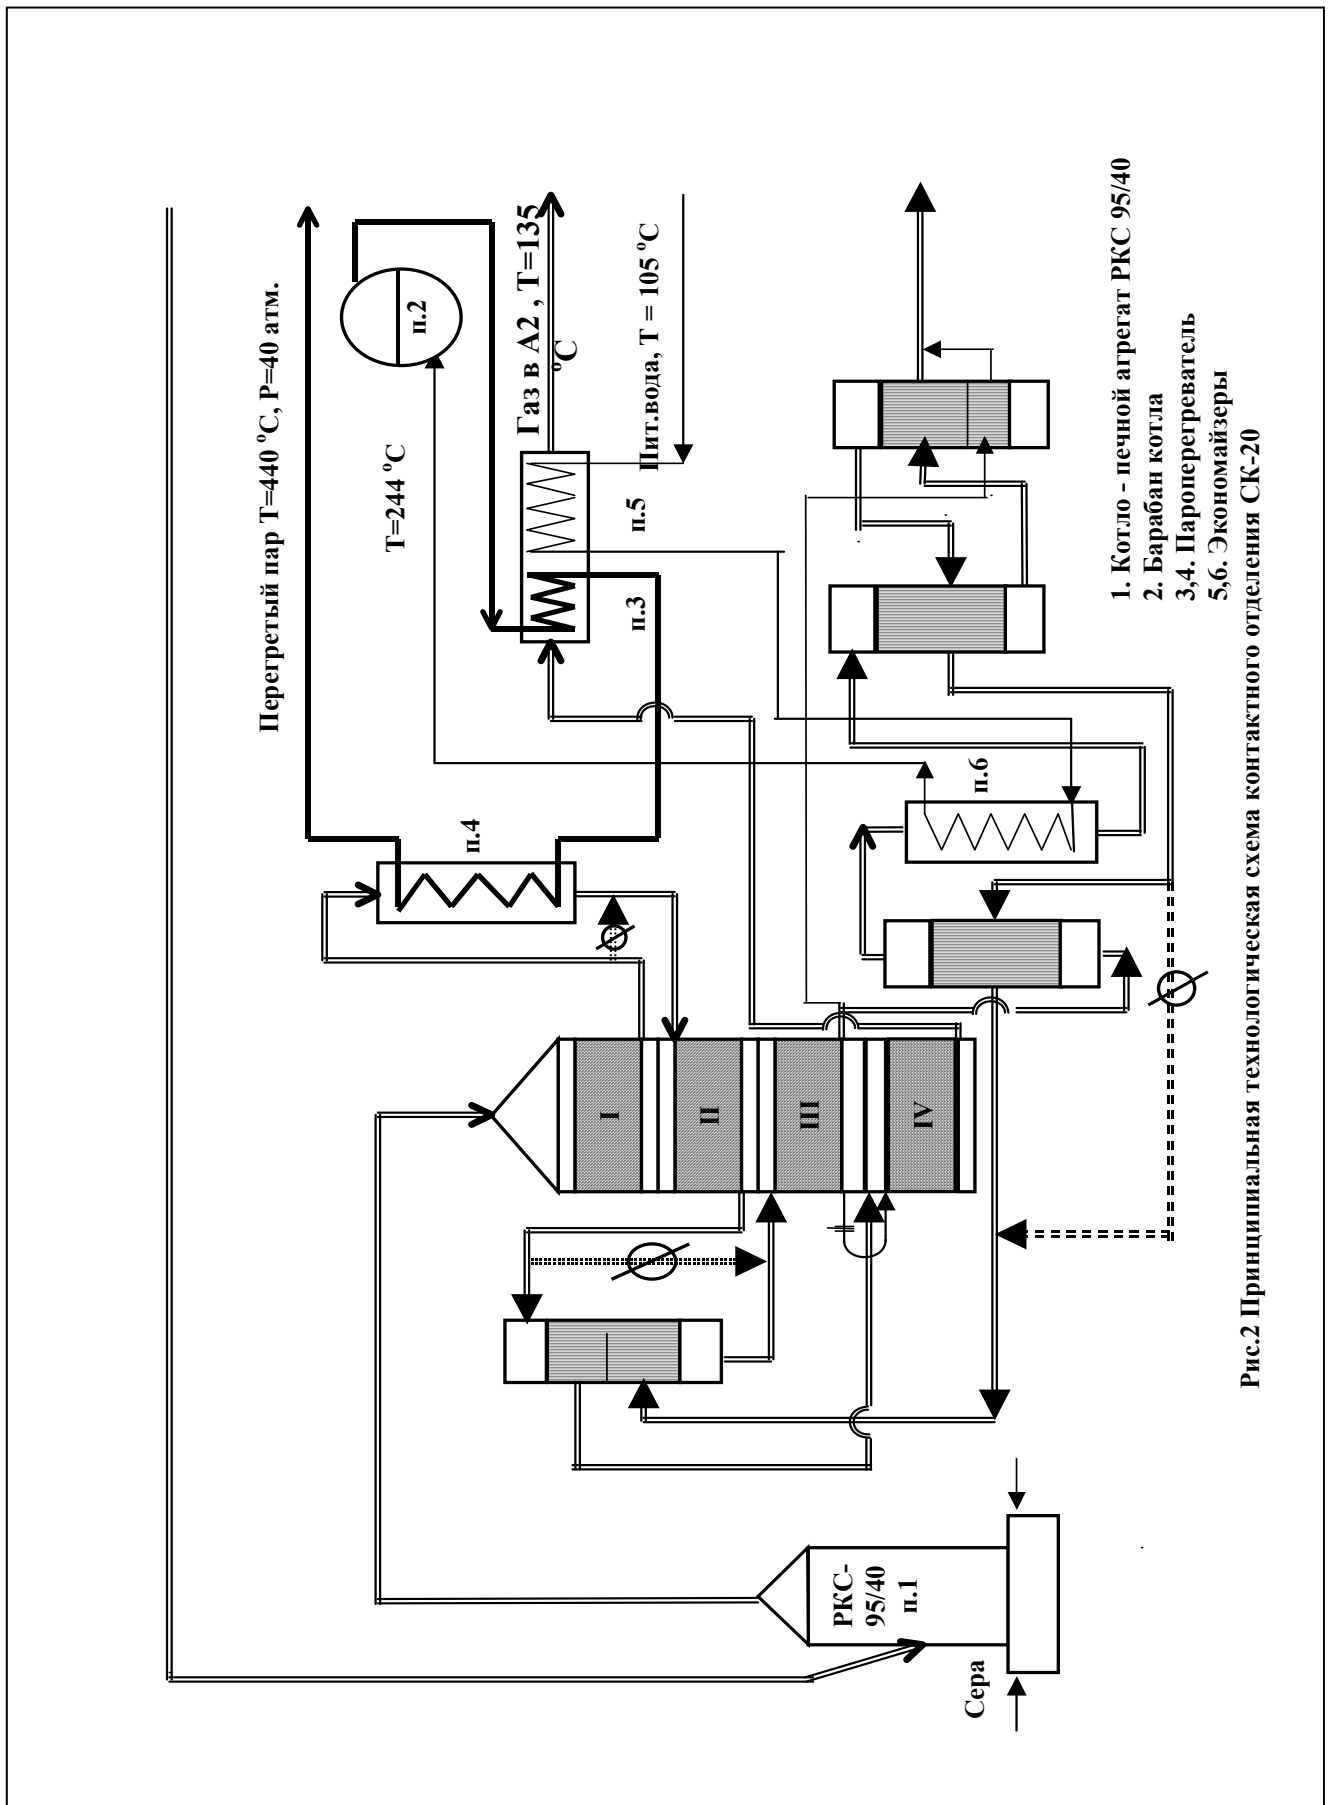 Перегретый пар Т=440 °С, Р=40 атм.
п.2
Т=244 °С
Газ в А2 , Т=135
°С
Пит.вода, Т = 105 °С
п.5
п.3
п.4
п.6
I
II
III
IV
РКС-
95/40
п.1
Сера
1. Котло - печной агрегат РКС 95/40
2. Барабан котла
3,4. Пароперегреватель
5,6. Экономайзеры
Рис.2 Принципиальная технологическая схема контактного отделения СК-20